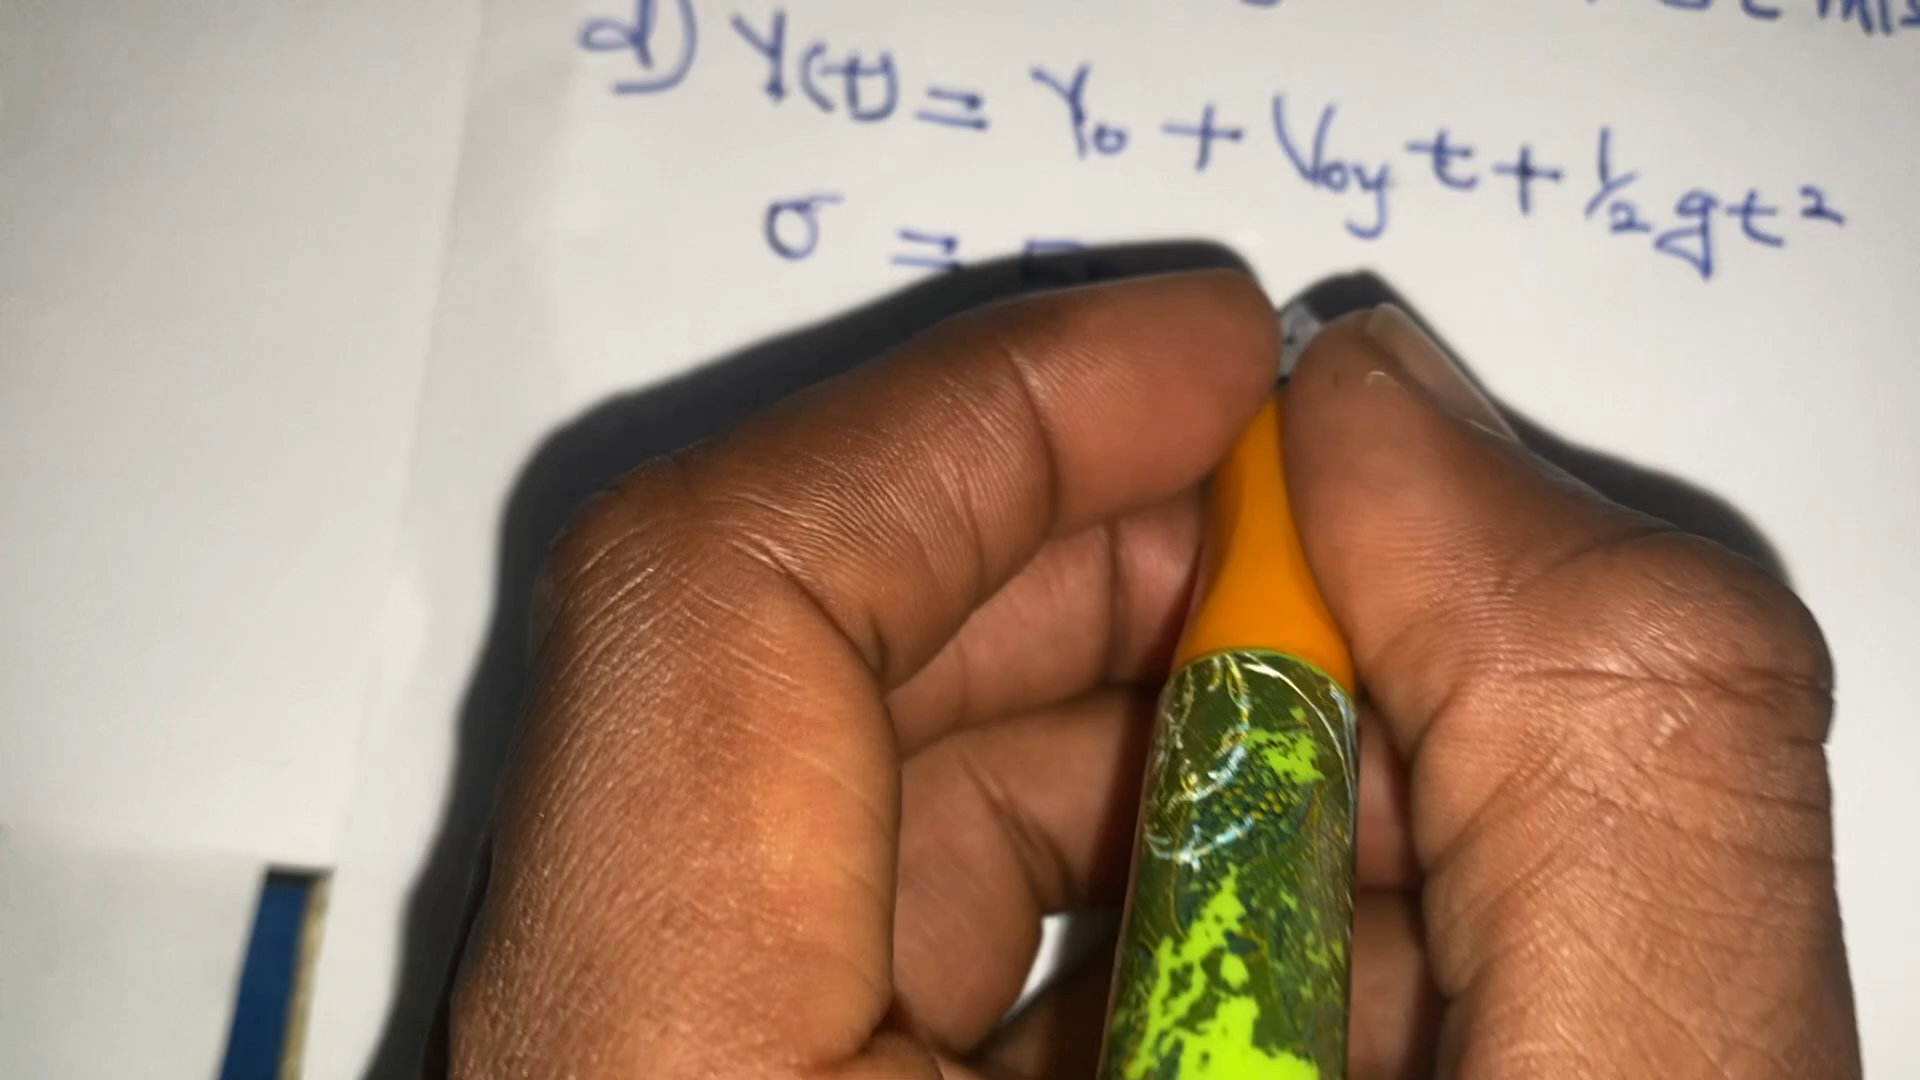 d) Y(t) = Y₀ + V₀y t + ½gt²
0 =